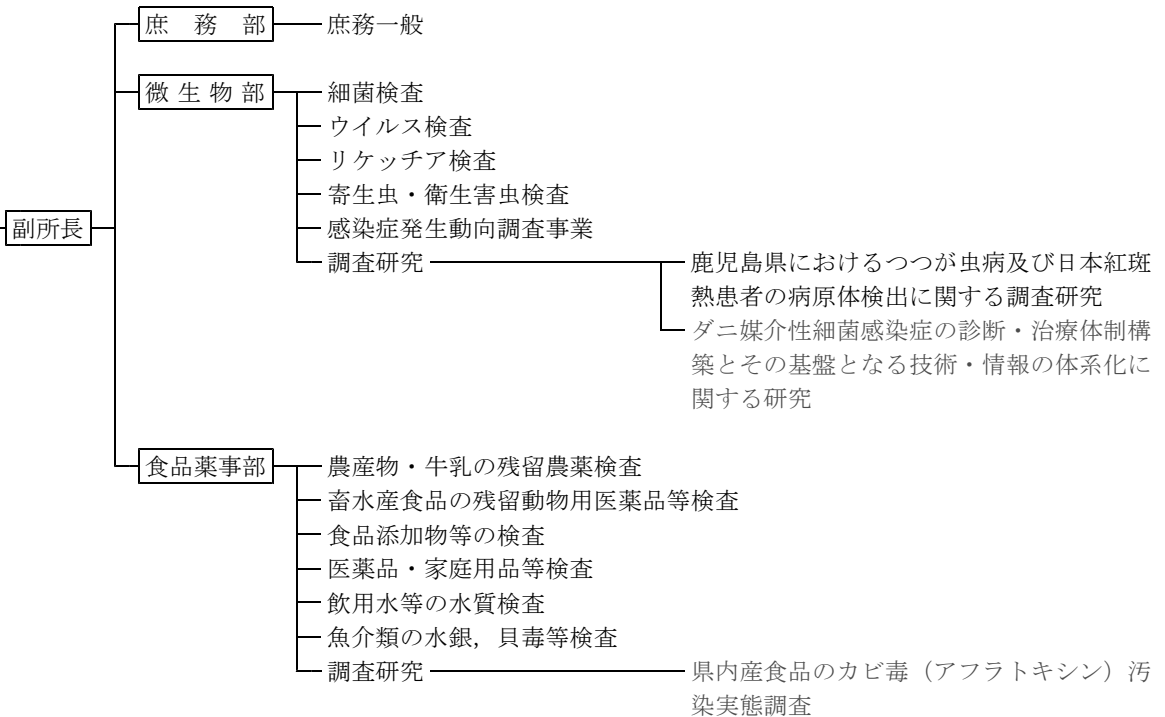 庶務部
庶務一般
微生物部
細菌検査
ウイルス検査
リケッチア検査
寄生虫・衛生害虫検査
副所長
感染症発生動向調査事業
調査研究
鹿児島県におけるつつが虫病及び日本紅斑
熱患者の病原体検出に関する調査研究
ダニ媒介性細菌感染症の診断・治療体制構
築とその基盤となる技術・情報の体系化に
関する研究
食品薬事部
農産物・牛乳の残留農薬検査
畜水産食品の残留動物用医薬品等検査
食品添加物等の検査
医薬品・家庭用品等検査
飲用水等の水質検査
魚介類の水銀，貝毒等検査
調査研究
県内産食品のカビ毒（アフラトキシン）汚
染実態調査